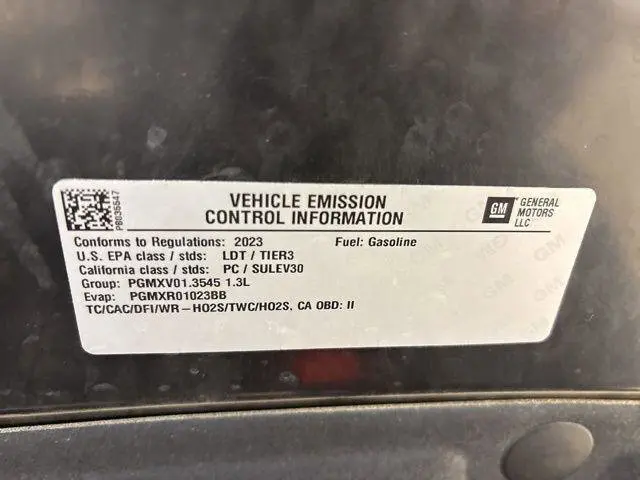 PB035547
VEHICLE EMISSION
CONTROL INFORMATION
GM
GENERAL
MOTORS
LLC
Conforms to Regulations: 2023 Fuel: Gasoline
U.S. EPA class / stds: LDT / TIER3
California class / stds: PC / SULEV30
Group: PGMXV01.3545 1.3L
Evap: PGMXR01023BB
TC/CAC/DFI/WR-HO2S/TWC/HO2S, CA OBD: II